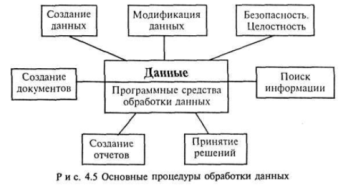 Создание
данных
Модификация
данных
Безопасность.
Целостность
Создание
документов
Данные
Программные средства
обработки данных
Поиск
информации
Создание
отчетов
Принятие
решений
Рис. 4.5 Основные процедуры обработки данных